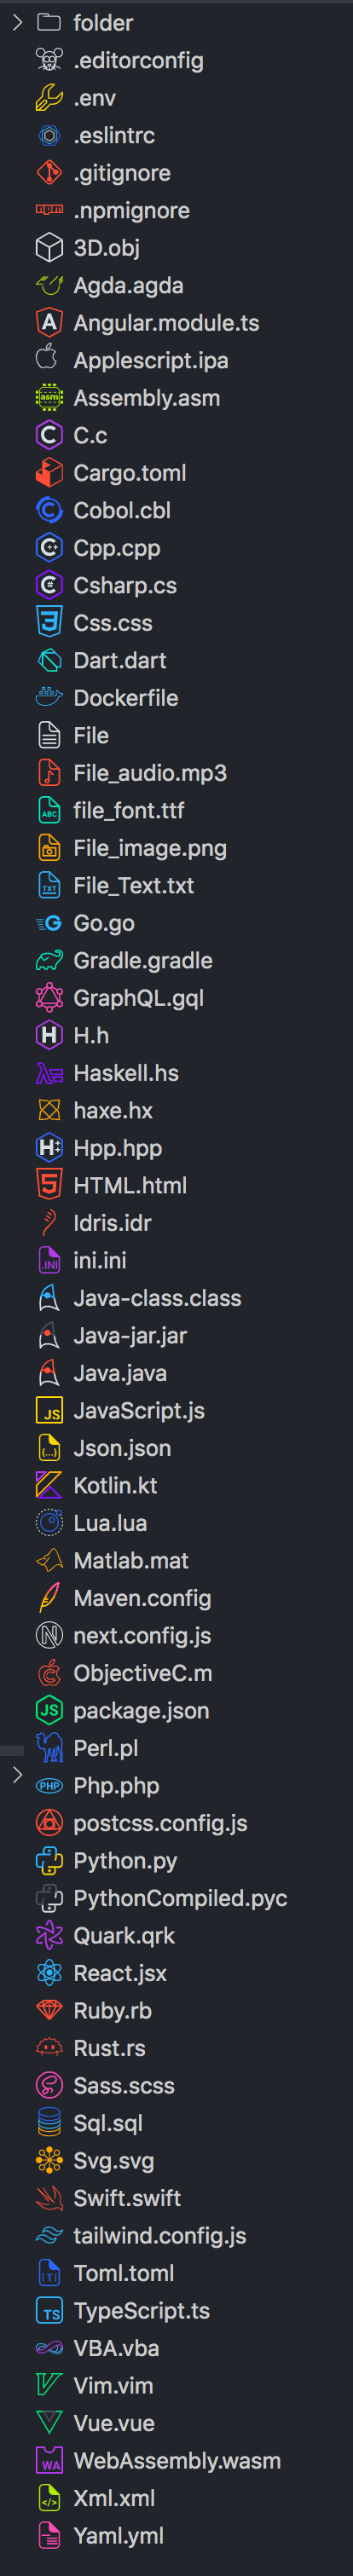 folder
.editorconfig
.env
.eslintrc
.gitignore
.npmignore
3D.obj
Agda.agda
Angular.module.ts
Applescript.ipa
Assembly.asm
C.c
Cargo.toml
Cobol.cbl
Cpp.cpp
Csharp.cs
Css.css
Dart.dart
Dockerfile
File
File_audio.mp3
file_font.ttf
File_image.png
File_Text.txt
Go.go
Gradle.gradle
GraphQL.gql
H.h
Haskell.hs
haxe.hx
Hpp.hpp
HTML.html
Idris.idr
ini.ini
Java-class.class
Java-jar.jar
Java.java
JavaScript.js
Json.json
Kotlin.kt
Lua.lua
Matlab.mat
Maven.config
next.config.js
ObjectiveC.m
package.json
Perl.pl
Php.php
postcss.config.js
Python.py
PythonCompiled.pyc
Quark.qrk
React.jsx
Ruby.rb
Rust.rs
Sass.scss
Sql.sql
Svg.svg
Swift.swift
tailwind.config.js
Toml.toml
TypeScript.ts
VBA.vba
Vim.vim
Vue.vue
WebAssembly.wasm
Xml.xml
Yaml.yml